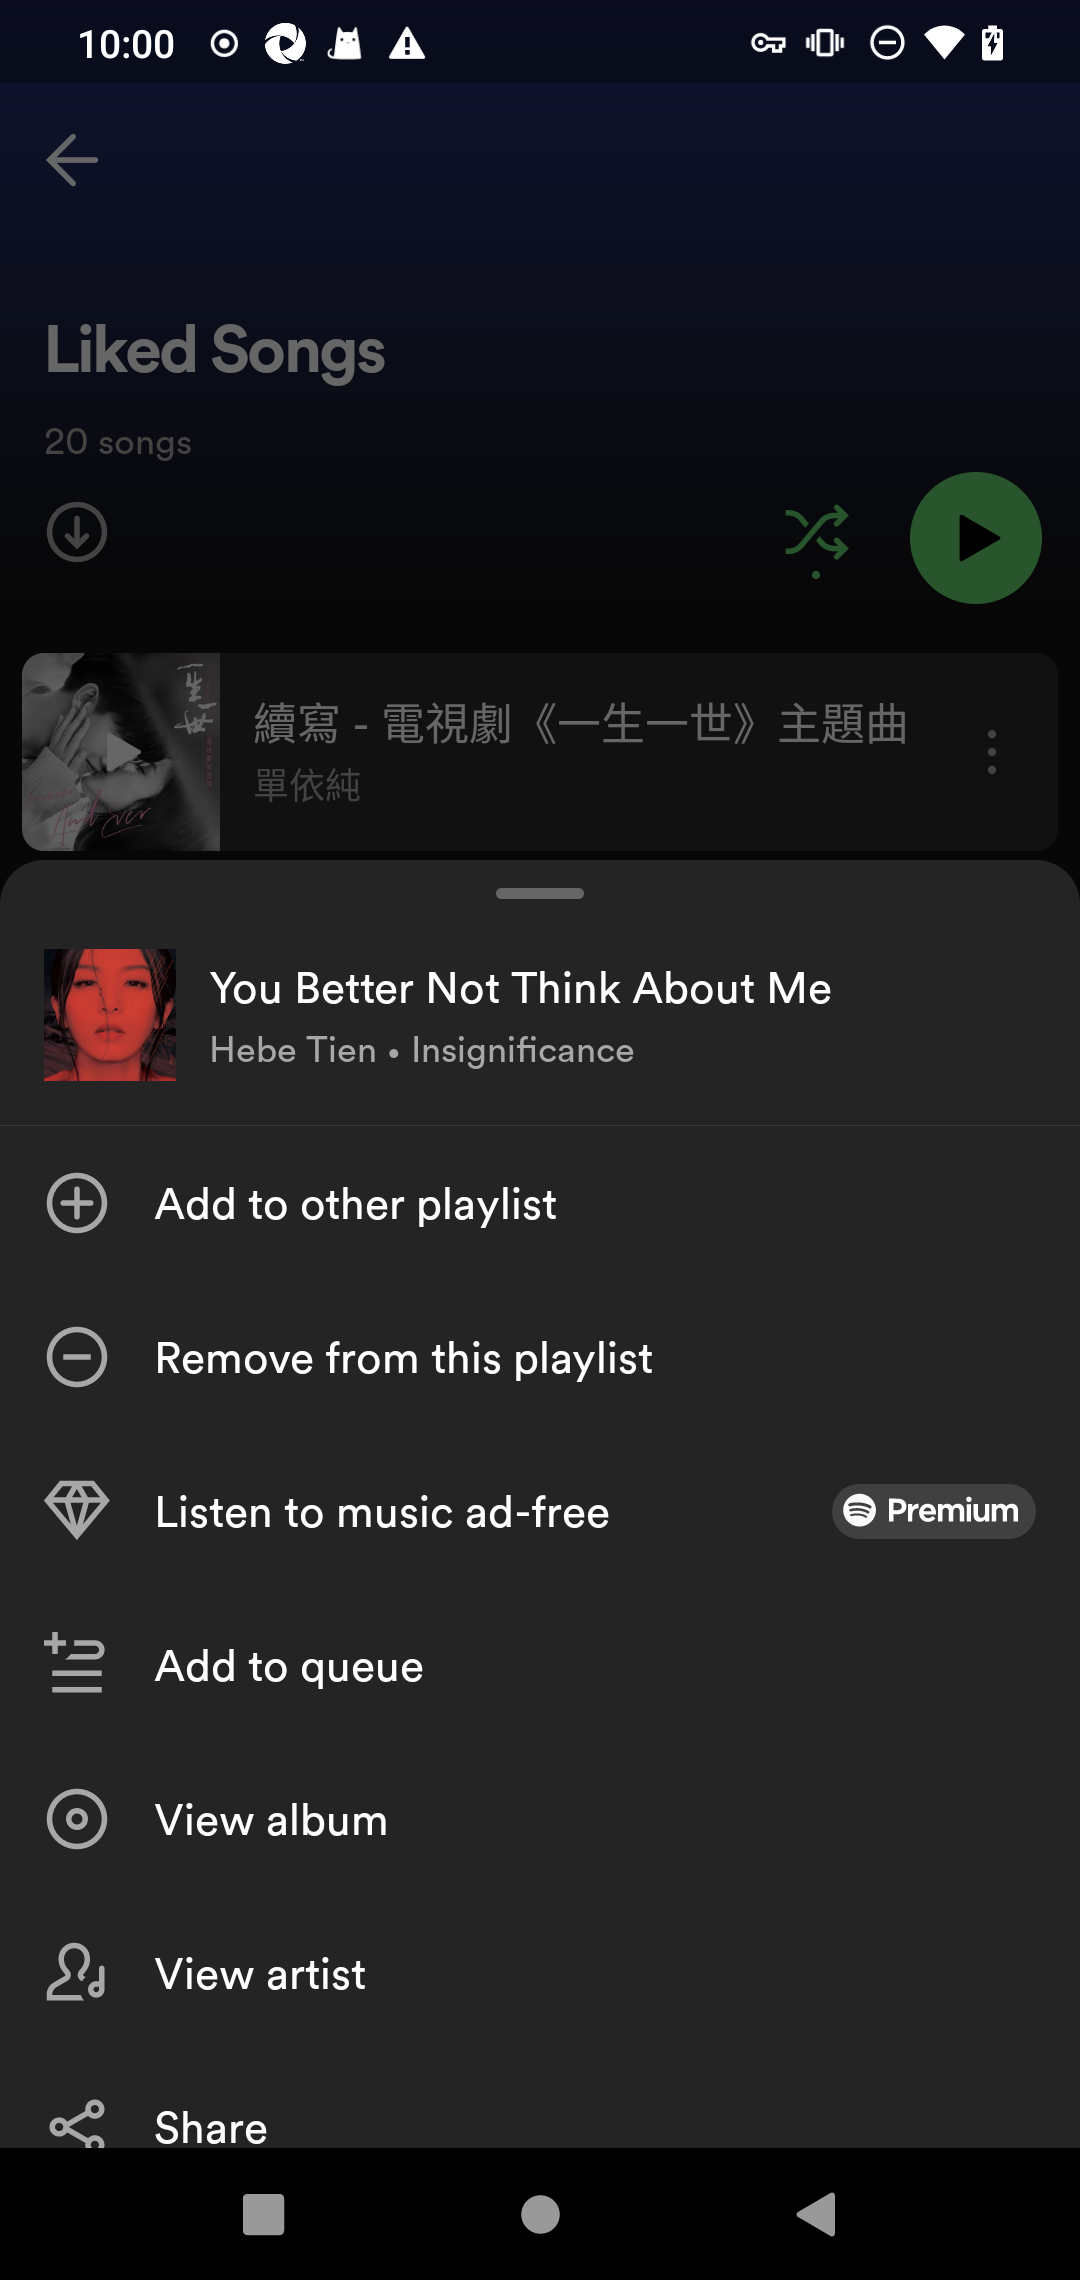 10:00
Liked Songs
20 songs
續寫 - 電視劇《一生一世》主題曲
單依純
You Better Not Think About Me
Hebe Tien • Insignificance
Add to other playlist
Remove from this playlist
Listen to music ad-free
Premium
Add to queue
View album
View artist
Share